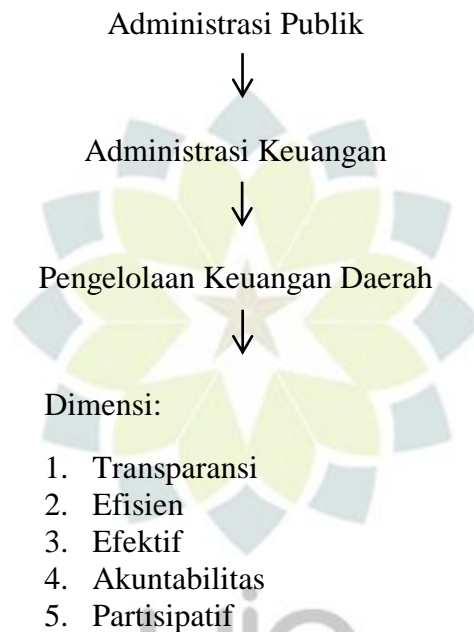 Administrasi Publik
Administrasi Keuangan
Pengelolaan Keuangan Daerah
Dimensi:
1. Transparansi
2. Efisien
3. Efektif
4. Akuntabilitas
5. Partisipatif